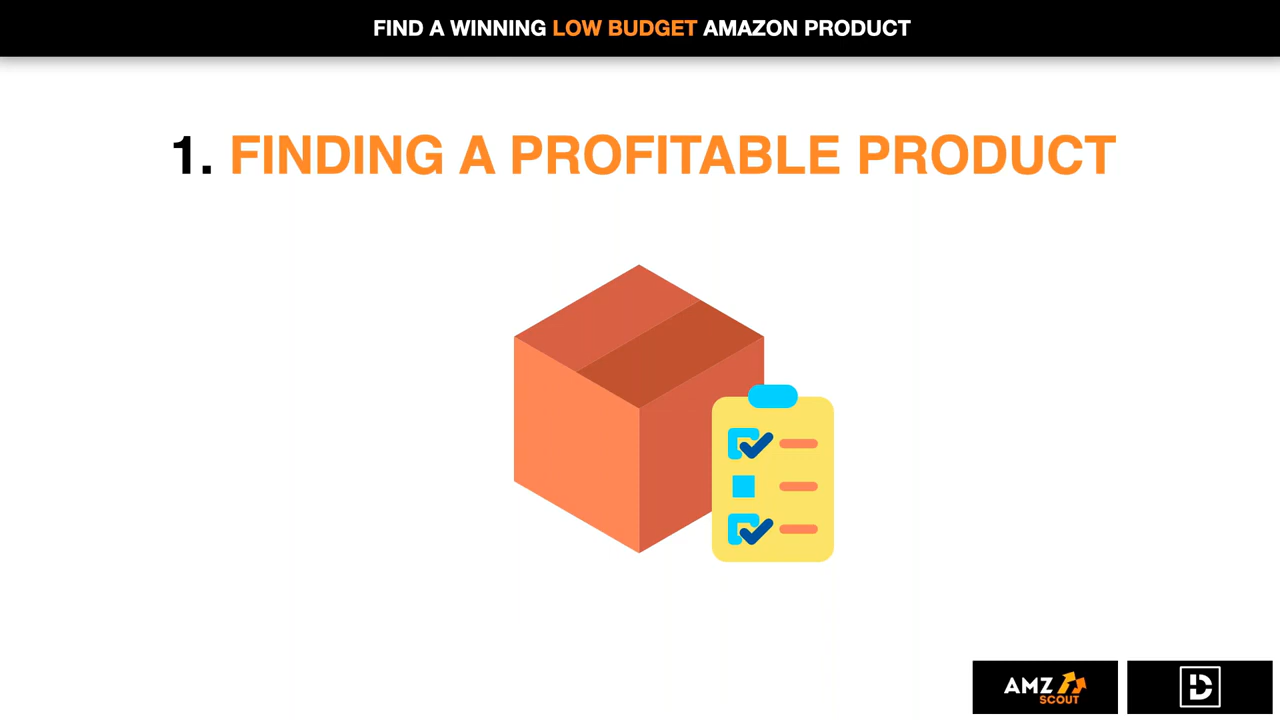 FIND A WINNING LOW BUDGET AMAZON PRODUCT
1. FINDING A PROFITABLE PRODUCT
AMZ
SCOUT
D